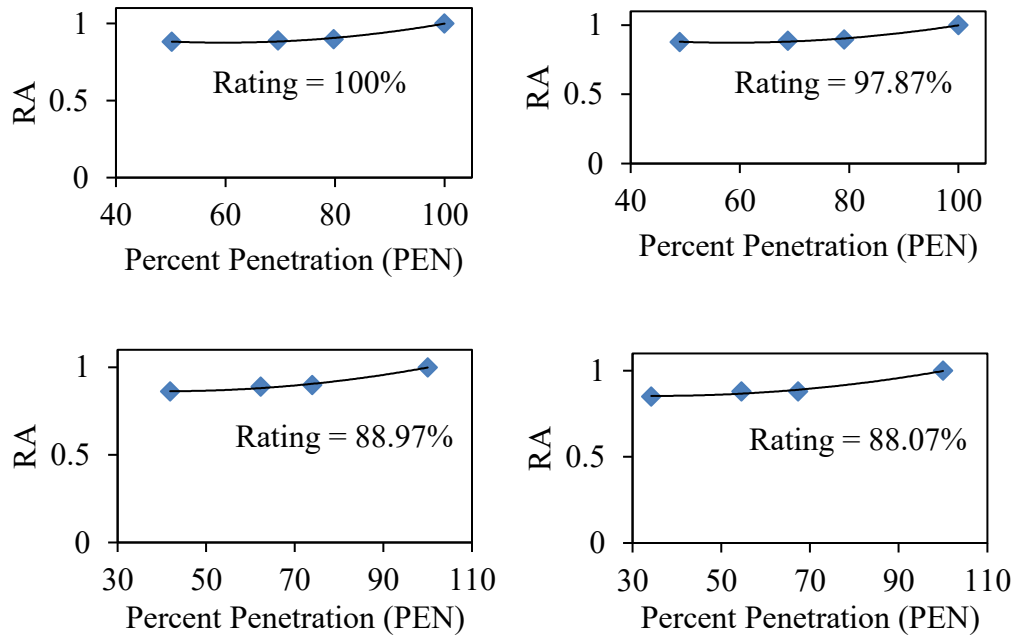 1
0.5
0
RA
Rating = 100%
40 60 80 100
Percent Penetration (PEN)
1
0.5
0
RA
Rating = 97.87%
40 60 80 100
Percent Penetration (PEN)
1
0.5
0
RA
Rating = 88.97%
30 50 70 90 110
Percent Penetration (PEN)
1
0.5
0
RA
Rating = 88.07%
30 50 70 90 110
Percent Penetration (PEN)